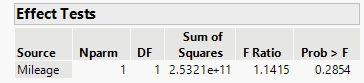 Effect Tests
Sum of
Source Nparm DF Squares F Ratio Prob > F
Mileage 1 1 2.5321e+11 1.1415 0.2854